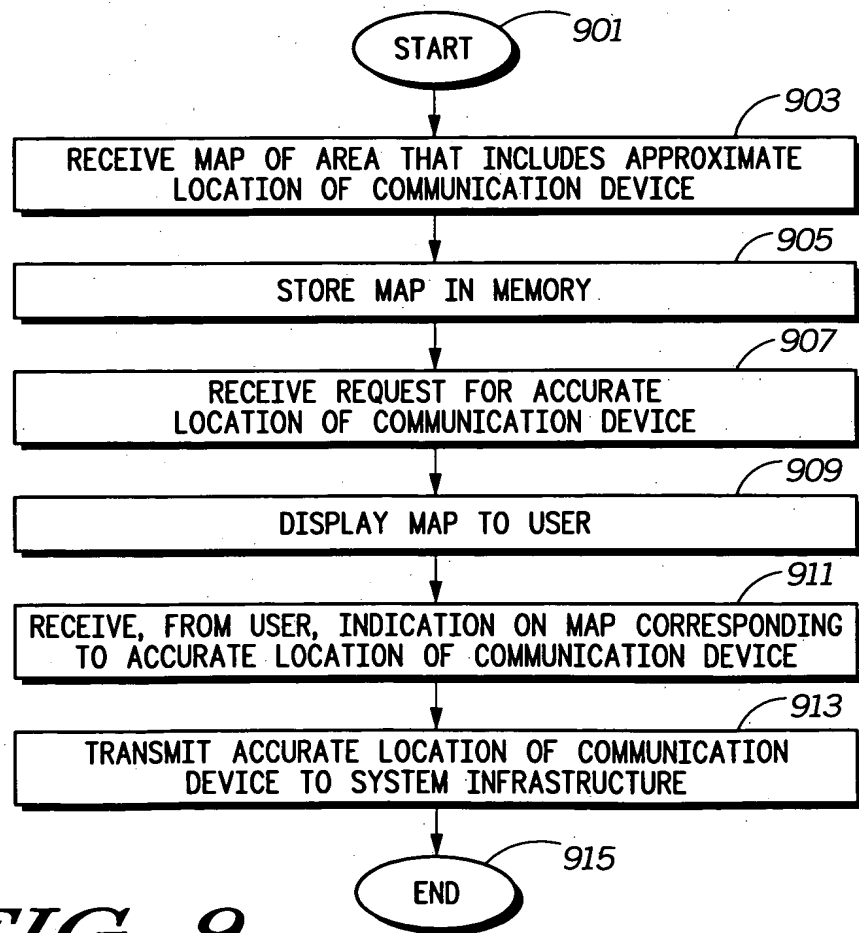 START
901
903
RECEIVE MAP OF AREA THAT INCLUDES APPROXIMATE
LOCATION OF COMMUNICATION DEVICE
905
STORE MAP IN MEMORY
907
RECEIVE REQUEST FOR ACCURATE
LOCATION OF COMMUNICATION DEVICE
909
DISPLAY MAP TO USER
911
RECEIVE, FROM USER, INDICATION ON MAP CORRESPONDING
TO ACCURATE LOCATION OF COMMUNICATION DEVICE
913
TRANSMIT ACCURATE LOCATION OF COMMUNICATION
DEVICE TO SYSTEM INFRASTRUCTURE
915
END
FIG. 9